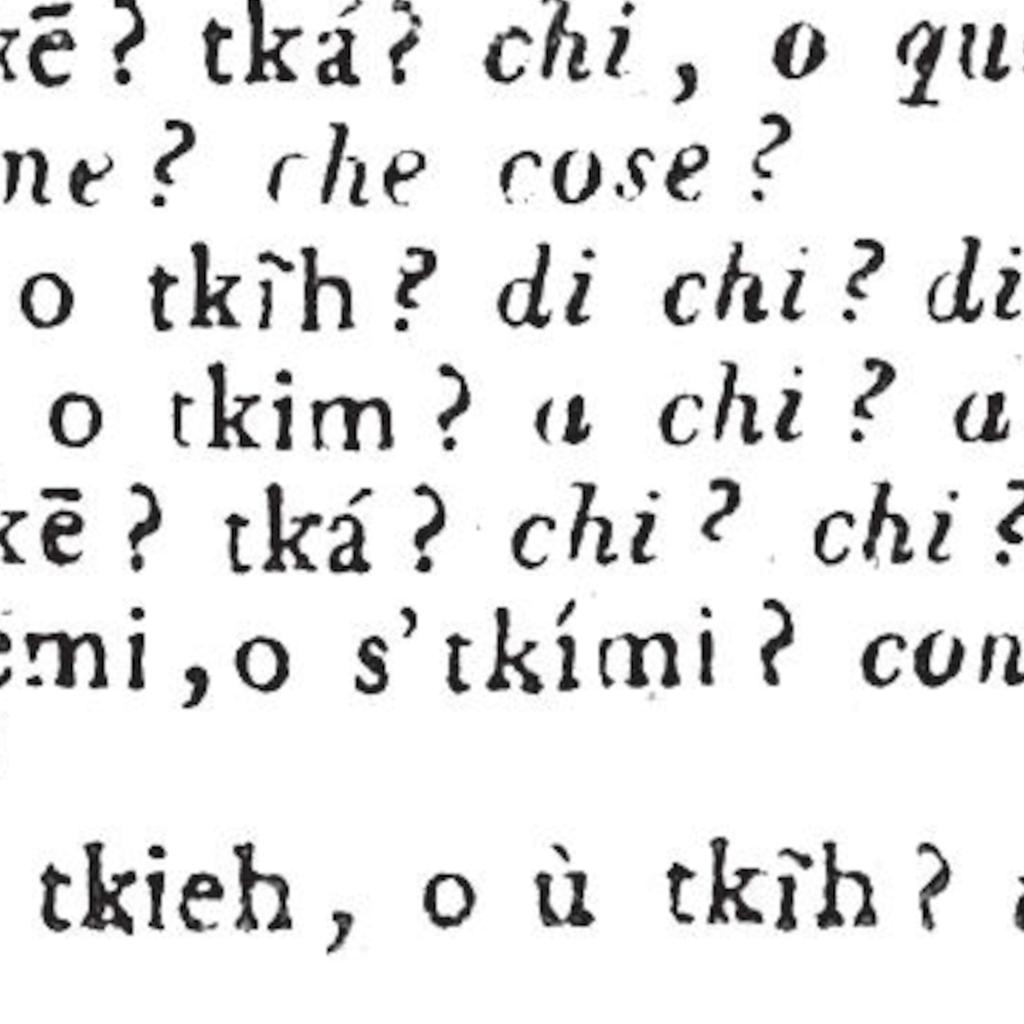 kē? tká? chi, o qu
ne? che cose?
o tkĩh? di chi? di
o tkim? a chi? a
kē? tká? chi? chi?
emi, o s'tkími? con
tkieh, o ù tkĩh?